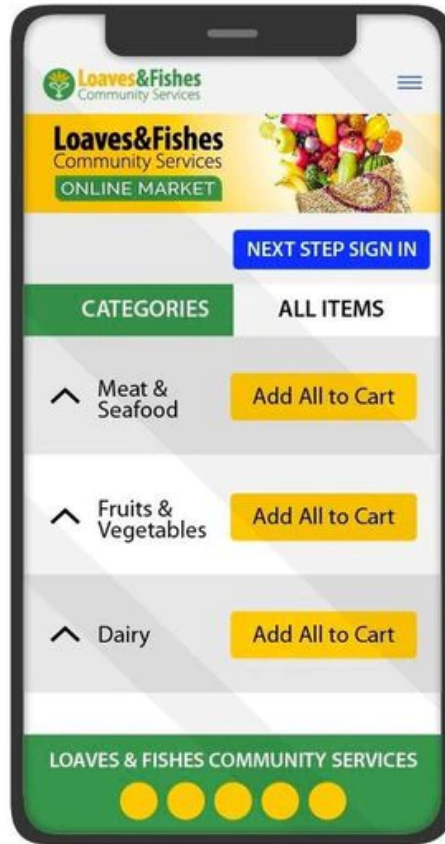 Loaves&Fishes
Community Services
Loaves&Fishes
Community Services
ONLINE MARKET
NEXT STEP SIGN IN
CATEGORIES
ALL ITEMS
Meat &
Seafood
Add All to Cart
Fruits &
Vegetables
Add All to Cart
Dairy
Add All to Cart
LOAVES & FISHES COMMUNITY SERVICES